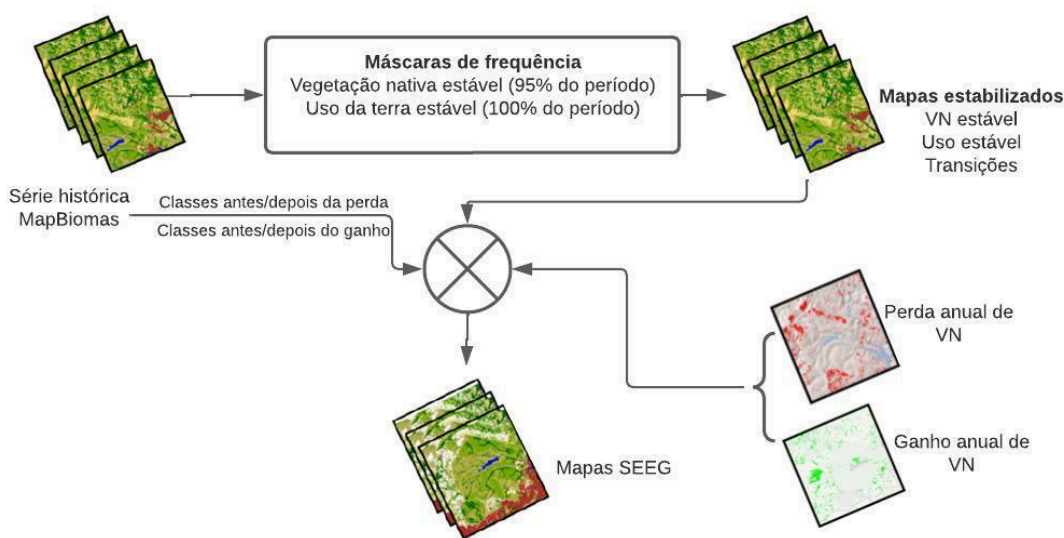 Máscaras de frequência
Vegetação nativa estável (95% do período)
Uso da terra estável (100% do período)
Mapas estabilizados
VN estável
Uso estável
Transições
Série histórica
MapBiomas
Classes antes/depois da perda
Classes antes/depois do ganho
Perda anual de
VN
Ganho anual de
VN
Mapas SEEG